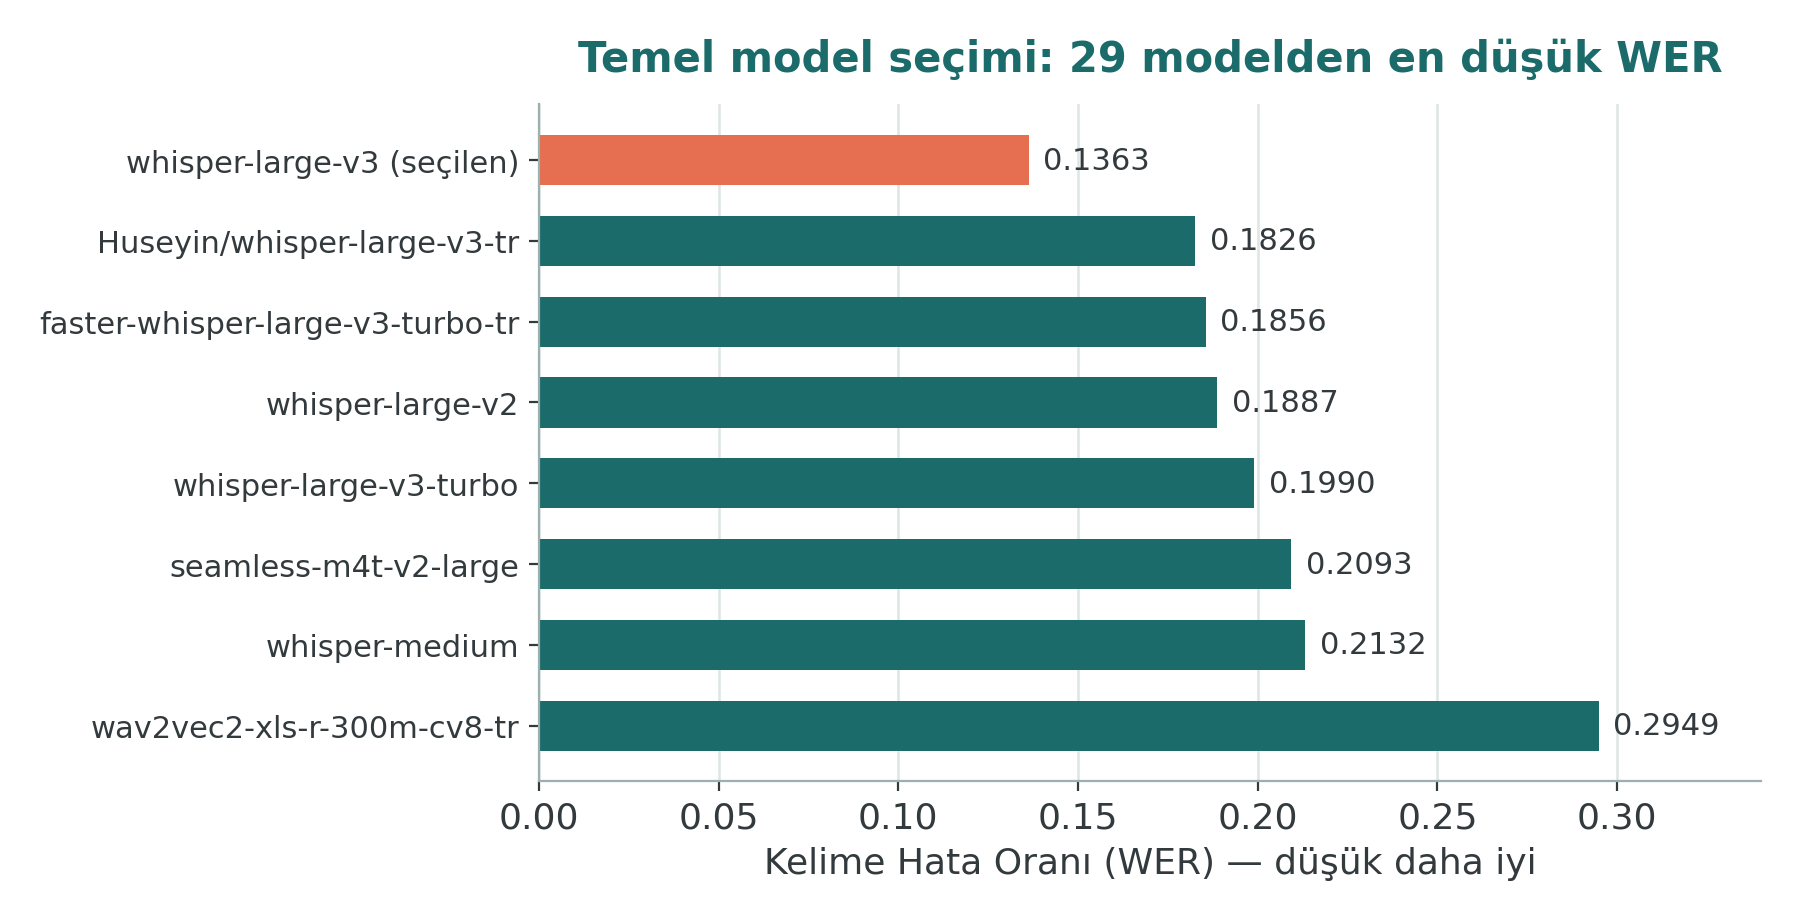 Temel model seçimi: 29 modelden en düşük WER
whisper-large-v3 (seçilen) 0.1363
Huseyin/whisper-large-v3-tr 0.1826
faster-whisper-large-v3-turbo-tr 0.1856
whisper-large-v2 0.1887
whisper-large-v3-turbo 0.1990
seamless-m4t-v2-large 0.2093
whisper-medium 0.2132
wav2vec2-xls-r-300m-cv8-tr 0.2949
0.00 0.05 0.10 0.15 0.20 0.25 0.30
Kelime Hata Oranı (WER) — düşük daha iyi